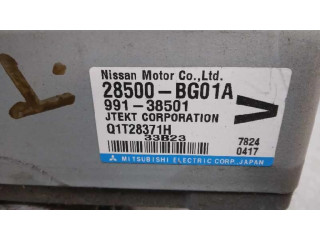 Nissan Motor Co.,Ltd.
28500-BG01A
991-38501
JTEKT CORPORATION
Q1T28371H
33B23
7824
0417
MITSUBISHI ELECTRIC CORP.JAPAN